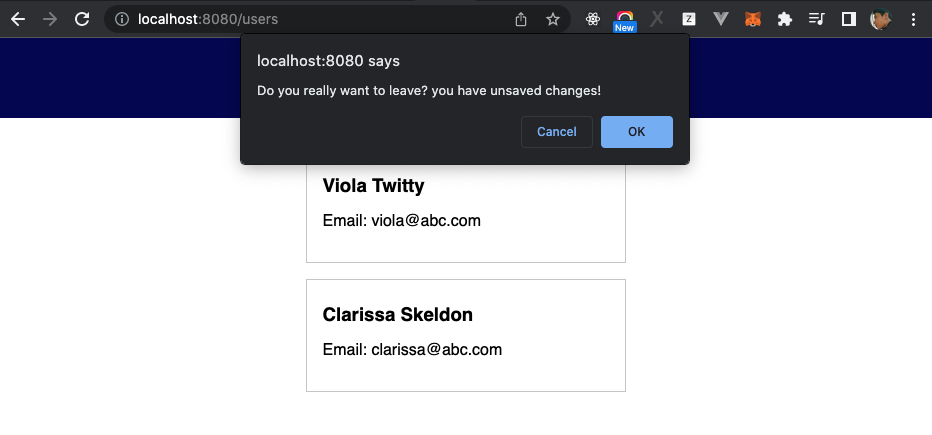 localhost:8080/users
New
Z
localhost:8080 says
Do you really want to leave? you have unsaved changes!
Cancel
OK
Viola Twitty
Email: viola@abc.com
Clarissa Skeldon
Email: clarissa@abc.com